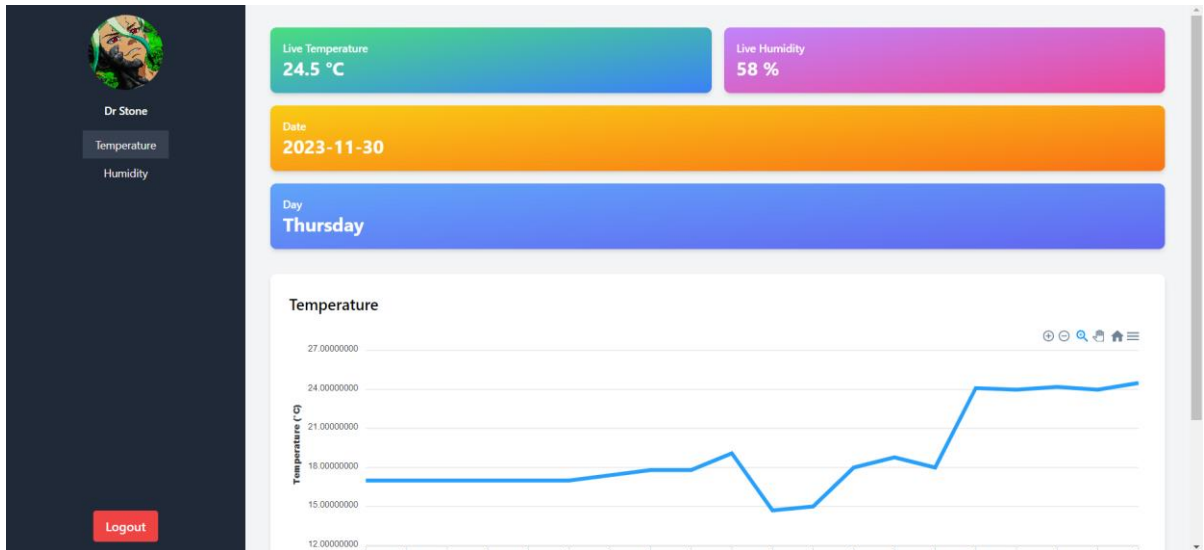 Dr Stone
Temperature
Humidity
Logout
Live Temperature
24.5 °C
Live Humidity
58 %
Date
2023-11-30
Day
Thursday
Temperature
27.00000000
24.00000000
21.00000000
18.00000000
15.00000000
12.00000000
Temperature (°C)